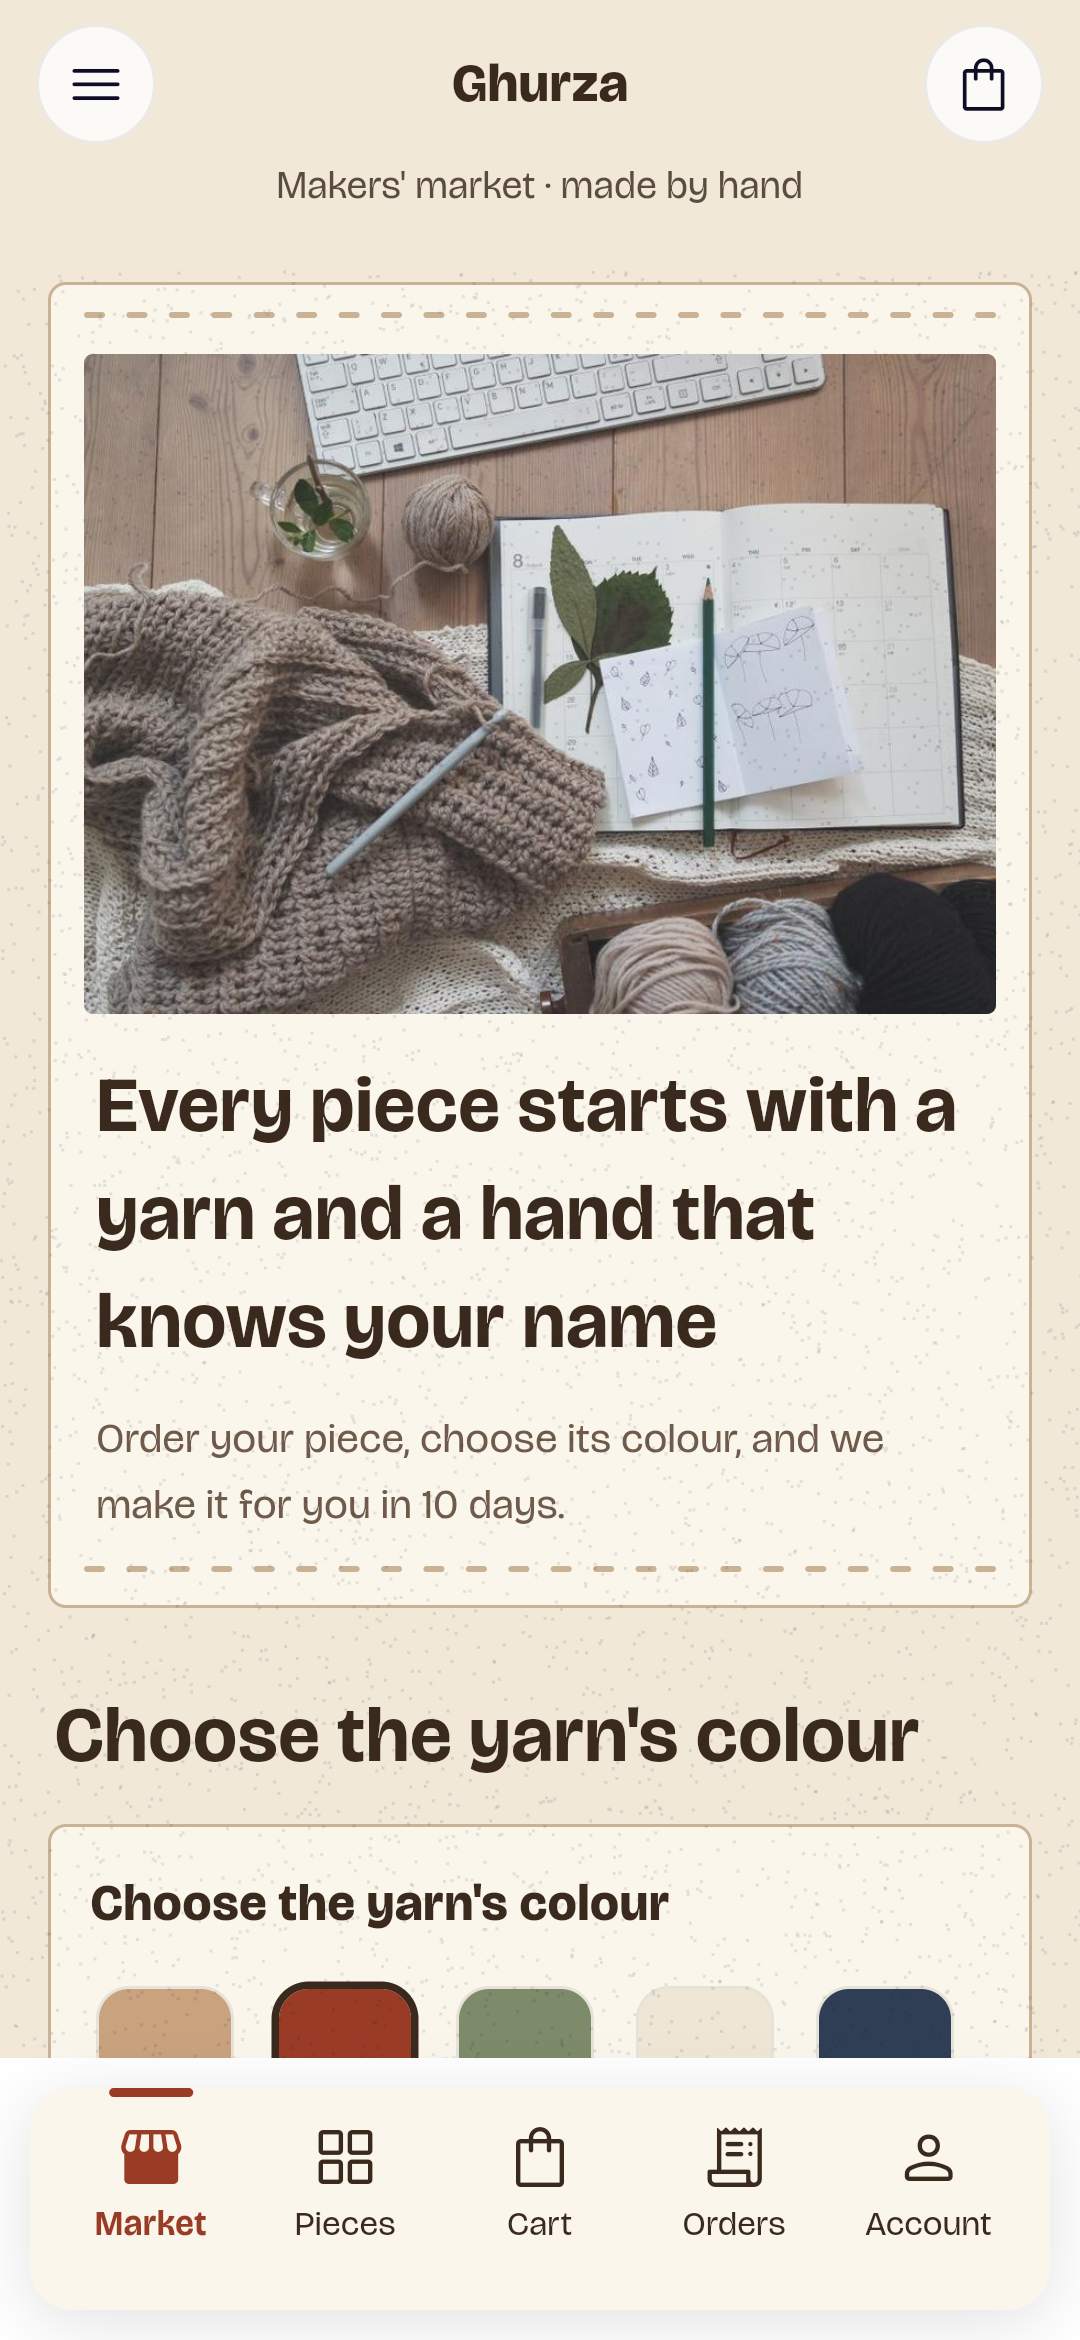 Ghurza
Makers' market · made by hand
Every piece starts with a
yarn and a hand that
knows your name
Order your piece, choose its colour, and we
make it for you in 10 days.
Choose the yarn's colour
Choose the yarn's colour
Market
Pieces
Cart
Orders
Account